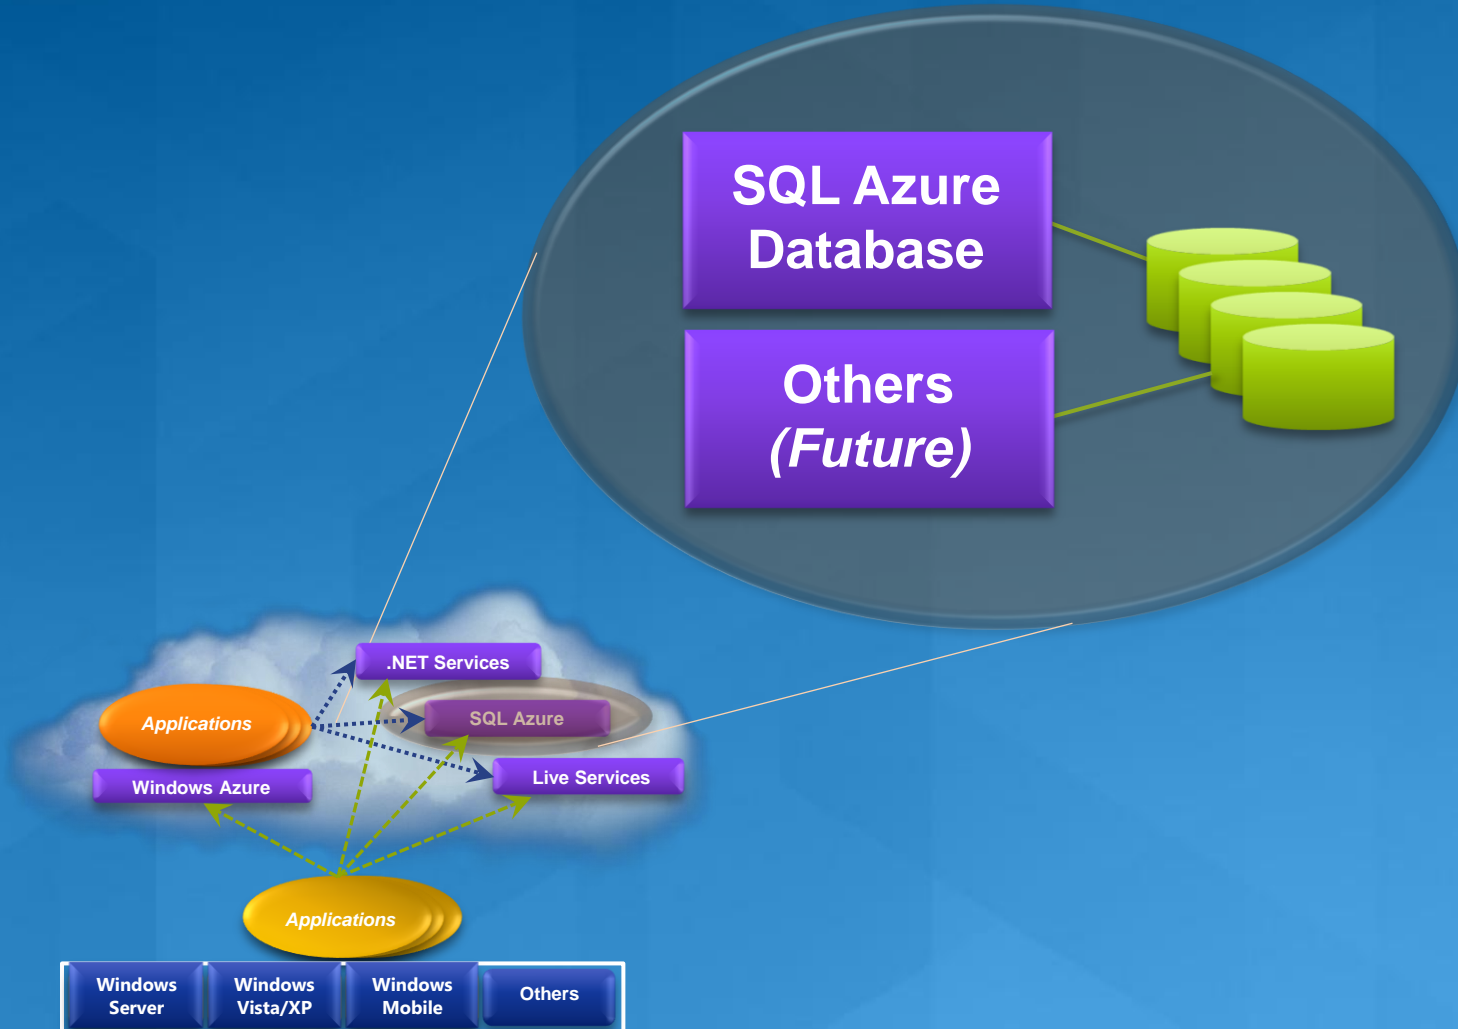 SQL Azure
Database
Others
(Future)
.NET Services
Applications
SQL Azure
Windows Azure
Live Services
Applications
Windows
Server
Windows
Vista/XP
Windows
Mobile
Others